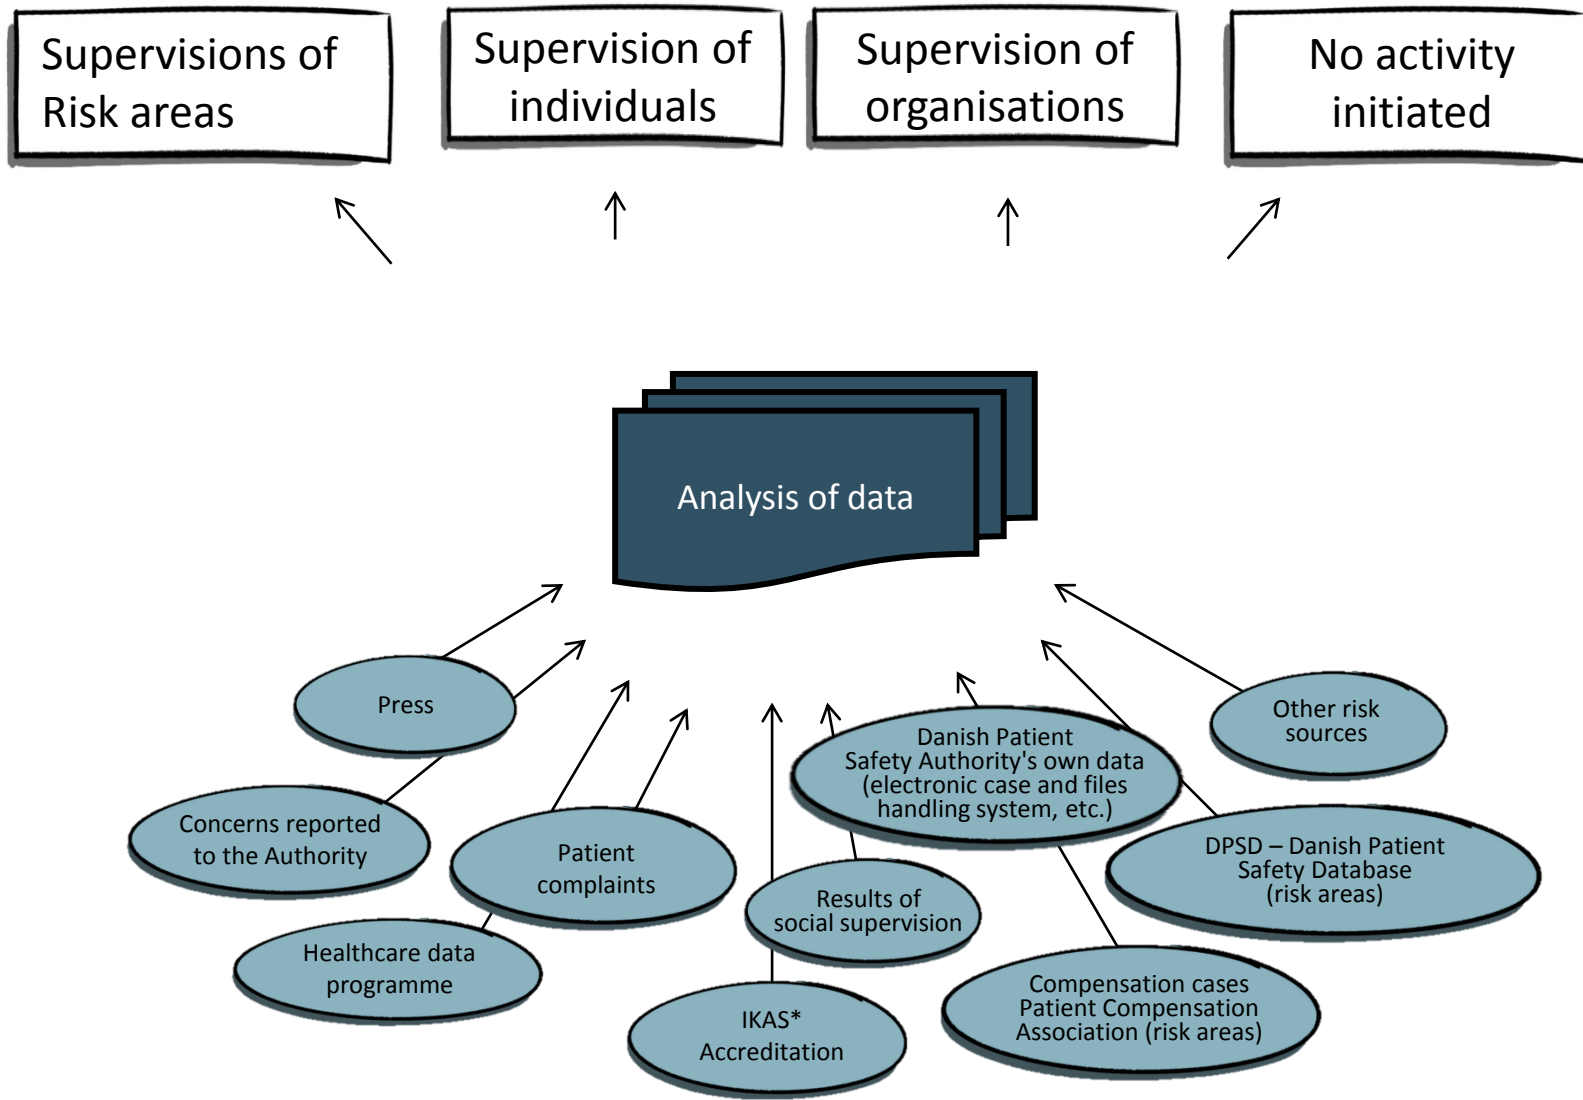 Supervisions of
Risk areas
Supervision of
individuals
Supervision of
organisations
No activity
initiated
Analysis of data
Press
Other risk
sources
Danish Patient
Safety Authority's own data
(electronic case and files
handling system, etc.)
Concerns reported
to the Authority
Patient
complaints
DPSD – Danish Patient
Safety Database
(risk areas)
Results of
social supervision
Healthcare data
programme
Compensation cases
Patient Compensation
Association (risk areas)
IKAS*
Accreditation